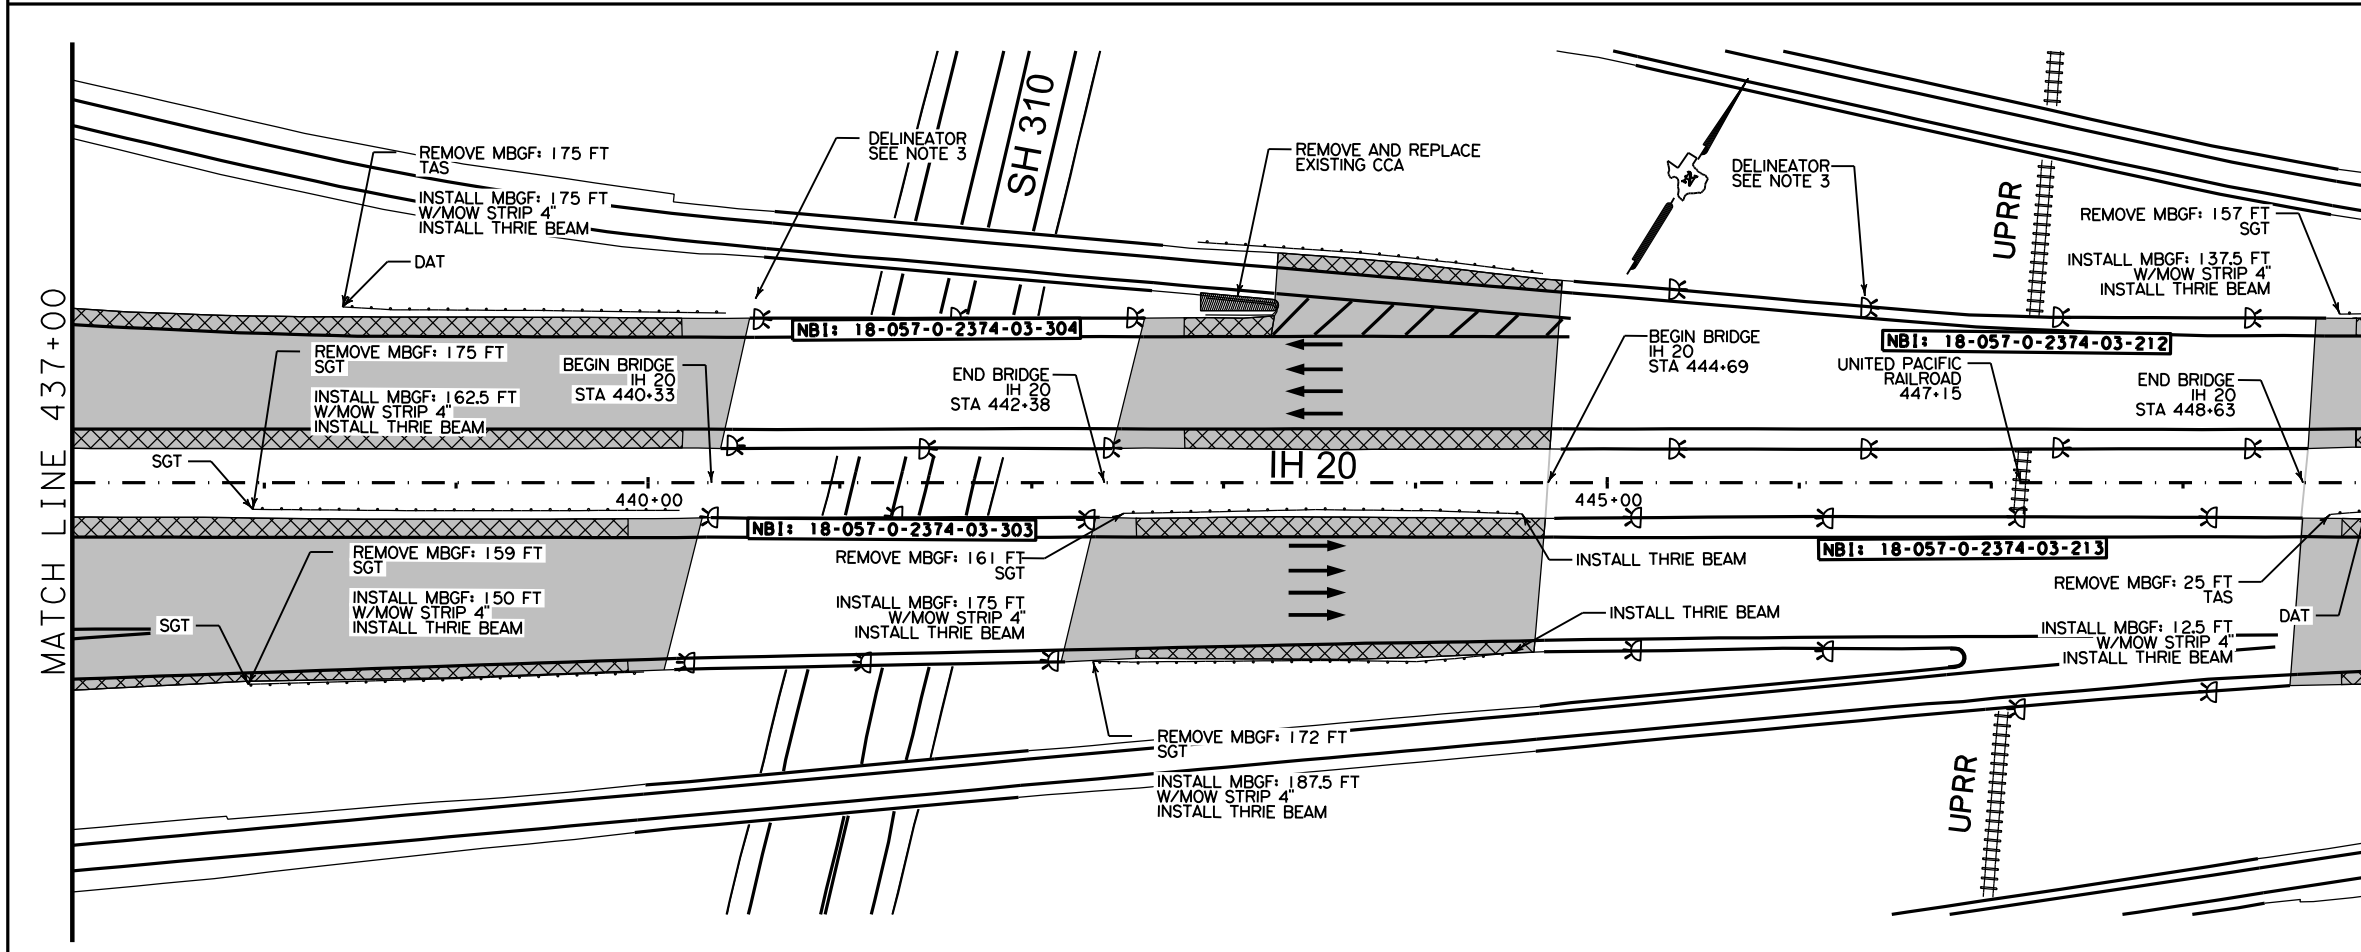 MATCH LINE 437+00
REMOVE MBGF: 175 FT
TAS
INSTALL MBGF: 175 FT
W/MOW STRIP 4"
INSTALL THRIE BEAM
DAT
DELINEATOR
SEE NOTE 3
SH 310
REMOVE AND REPLACE
EXISTING CCA
DELINEATOR
SEE NOTE 3
N
UPRR
REMOVE MBGF: 157 FT
SGT
INSTALL MBGF: 137.5 FT
W/MOW STRIP 4"
INSTALL THRIE BEAM
NBI: 18-057-0-2374-03-304
NBI: 18-057-0-2374-03-212
REMOVE MBGF: 175 FT
SGT
INSTALL MBGF: 162.5 FT
W/MOW STRIP 4"
INSTALL THRIE BEAM
BEGIN BRIDGE
IH 20
STA 440+33
END BRIDGE
IH 20
STA 442+38
BEGIN BRIDGE
IH 20
STA 444+69
UNITED PACIFIC
RAILROAD
447+15
END BRIDGE
IH 20
STA 448+63
SGT
IH 20
440+00
445+00
NBI: 18-057-0-2374-03-303
NBI: 18-057-0-2374-03-213
REMOVE MBGF: 159 FT
SGT
INSTALL MBGF: 150 FT
W/MOW STRIP 4"
INSTALL THRIE BEAM
SGT
REMOVE MBGF: 161 FT
SGT
INSTALL MBGF: 175 FT
W/MOW STRIP 4"
INSTALL THRIE BEAM
INSTALL THRIE BEAM
INSTALL THRIE BEAM
REMOVE MBGF: 25 FT
TAS
DAT
INSTALL MBGF: 12.5 FT
W/MOW STRIP 4"
INSTALL THRIE BEAM
REMOVE MBGF: 172 FT
SGT
INSTALL MBGF: 187.5 FT
W/MOW STRIP 4"
INSTALL THRIE BEAM
UPRR